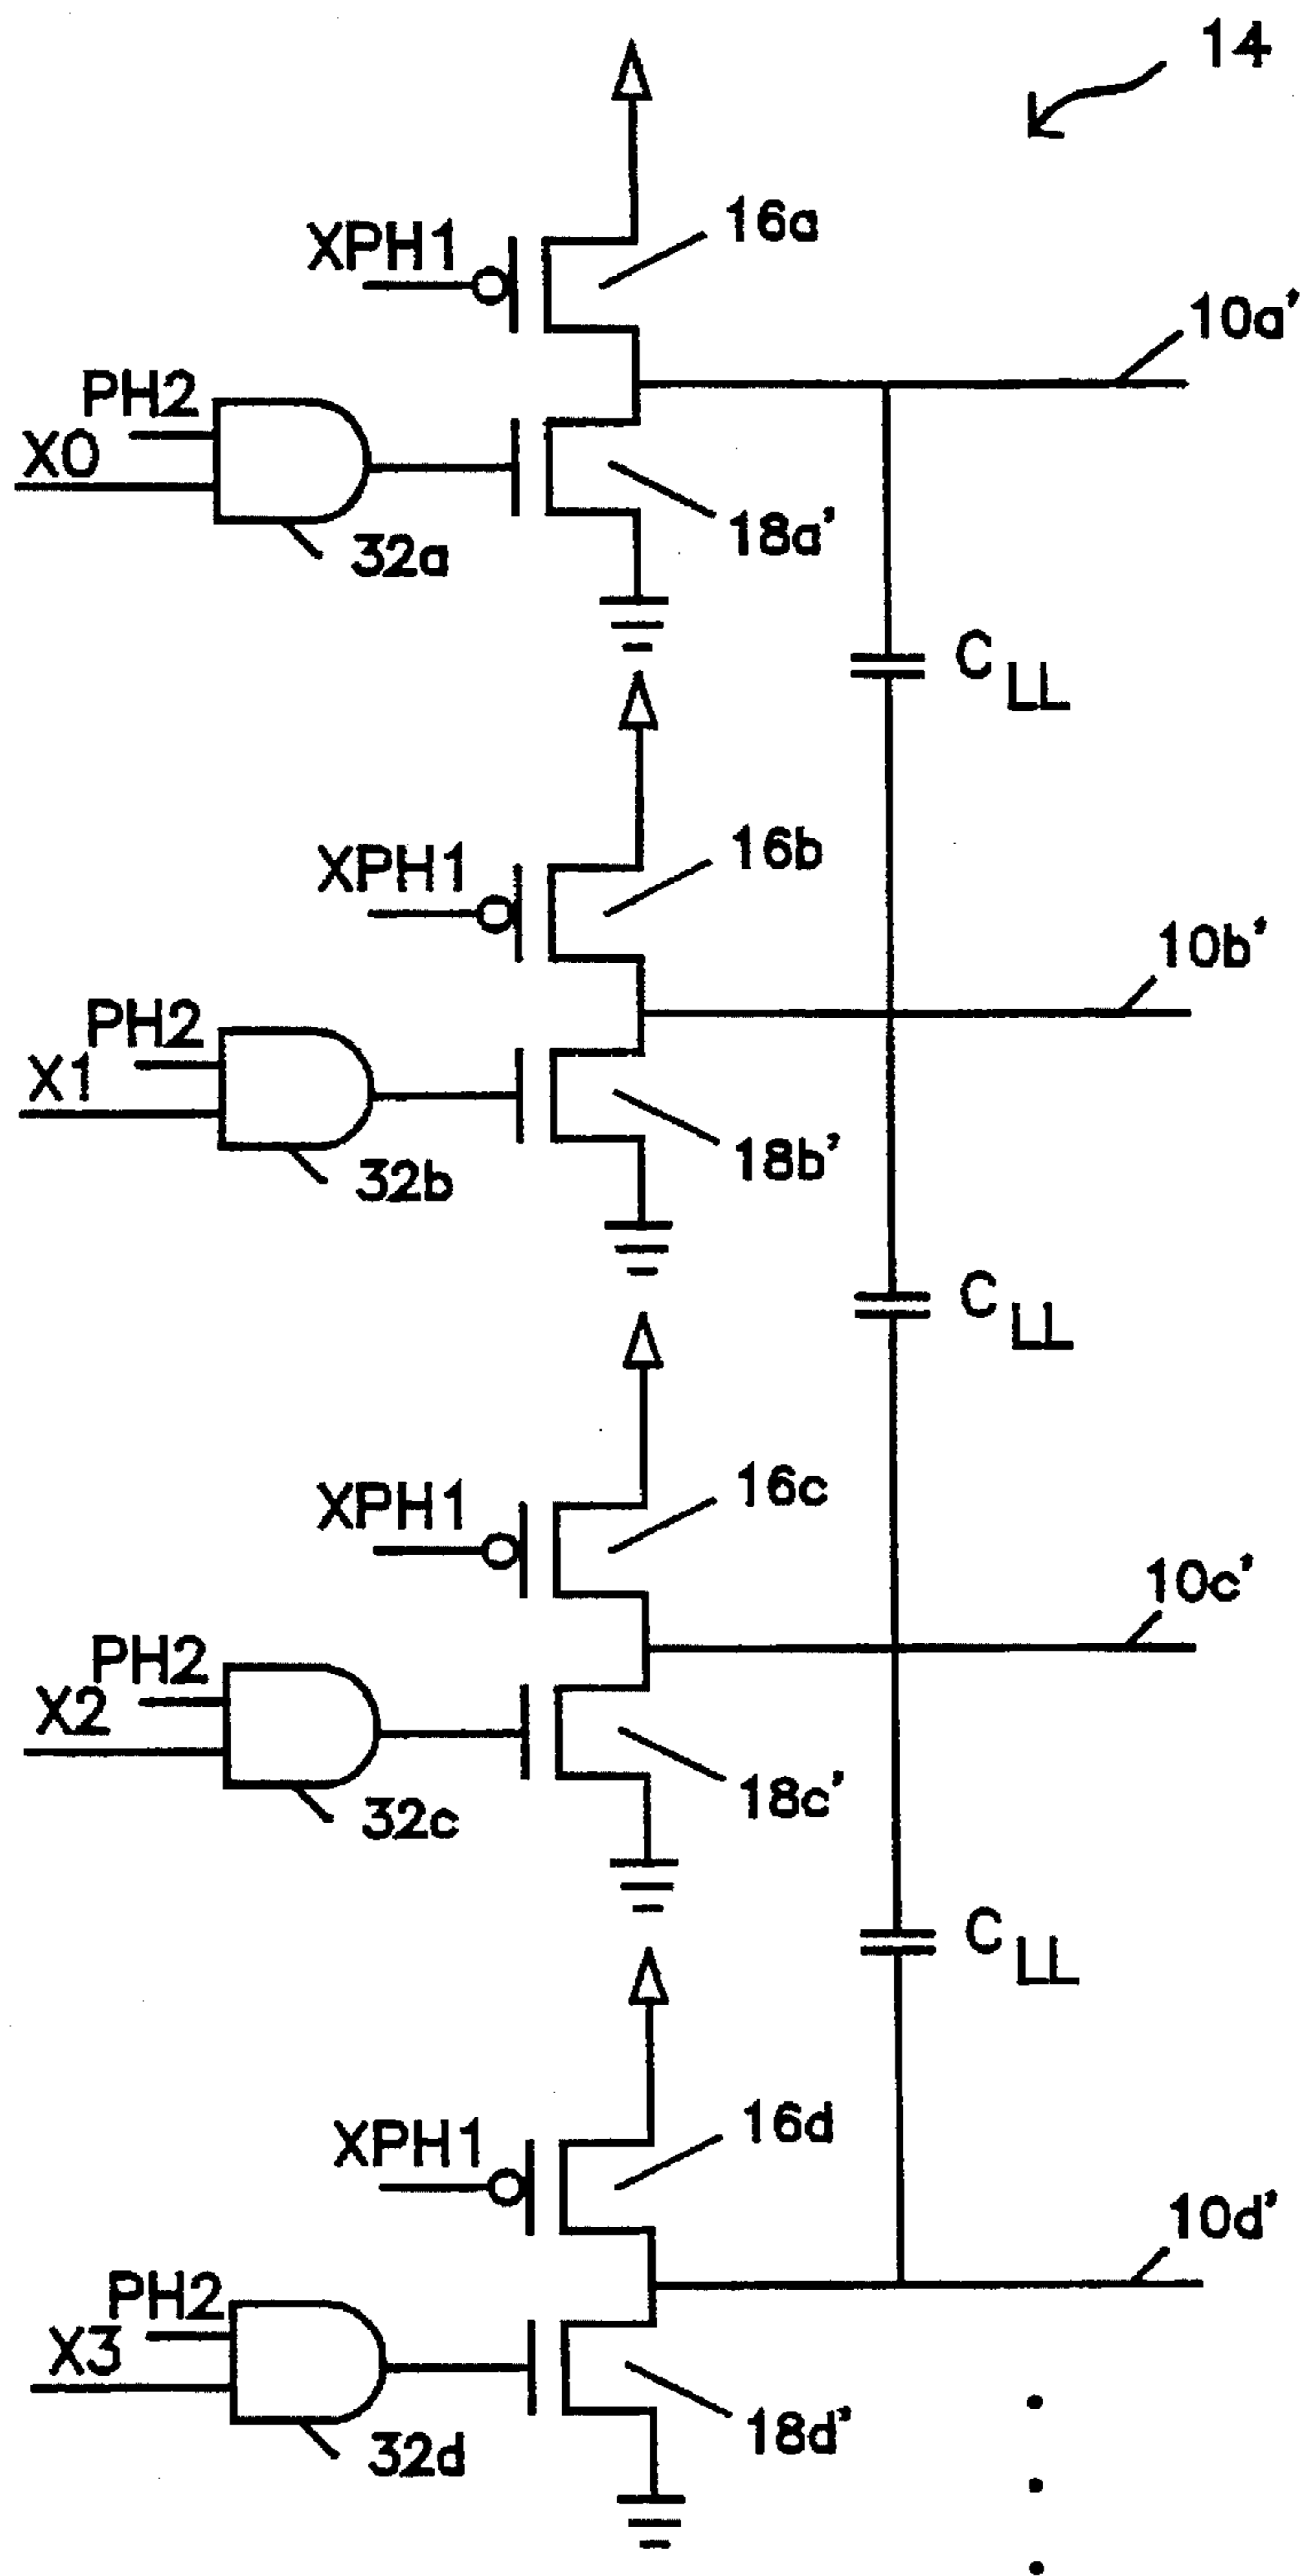 14
16a
XPH1
10a'
PH2
X0
18a'
32a
C LL
16b
XPH1
10b'
PH2
X1
18b'
32b
C LL
16c
XPH1
10c'
PH2
X2
18c'
32c
C LL
16d
XPH1
10d'
PH2
X3
18d'
32d